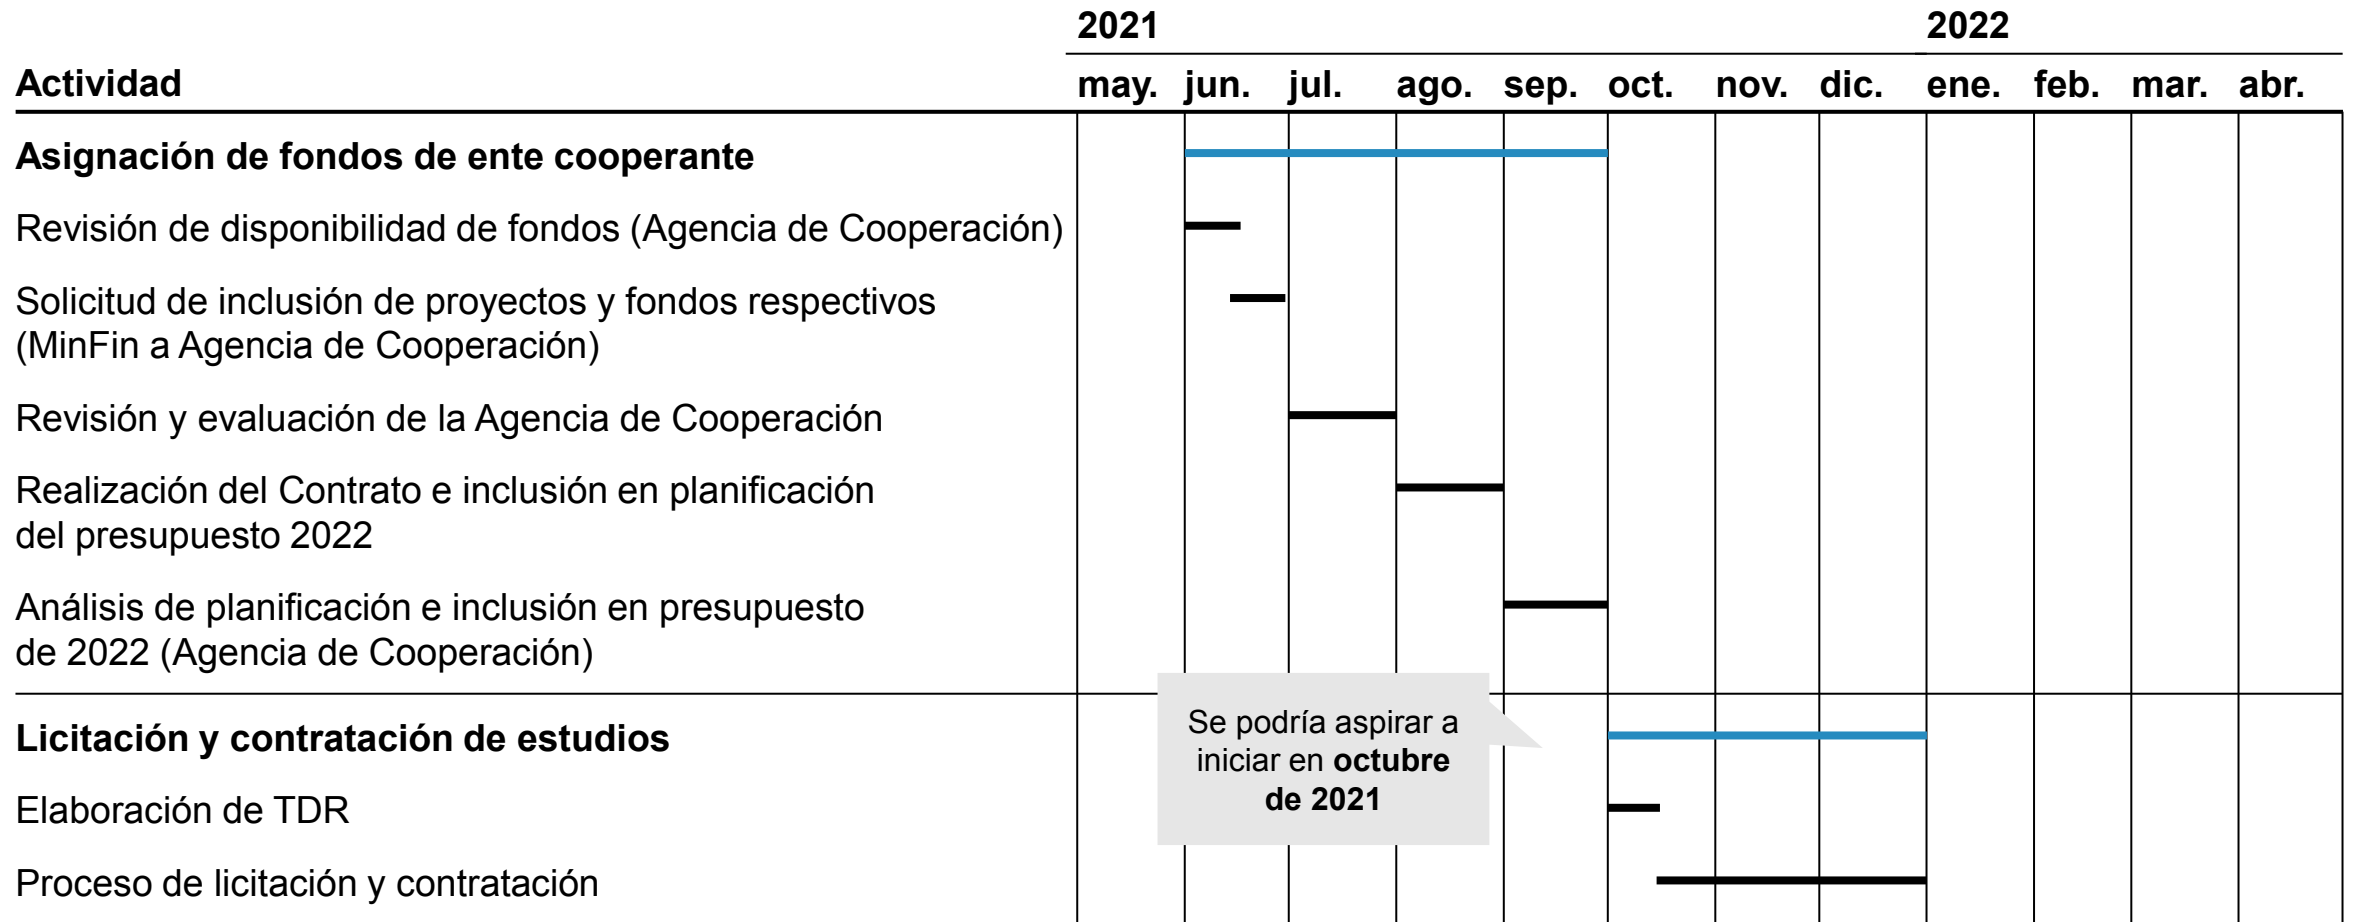 2021 2022
Actividad may. jun. jul. ago. sep. oct. nov. dic. ene. feb. mar. abr.
Asignación de fondos de ente cooperante
Revisión de disponibilidad de fondos (Agencia de Cooperación)
Solicitud de inclusión de proyectos y fondos respectivos
(MinFin a Agencia de Cooperación)
Revisión y evaluación de la Agencia de Cooperación
Realización del Contrato e inclusión en planificación
del presupuesto 2022
Análisis de planificación e inclusión en presupuesto
de 2022 (Agencia de Cooperación)
Licitación y contratación de estudios
Se podría aspirar a
iniciar en octubre
de 2021
Elaboración de TDR
Proceso de licitación y contratación